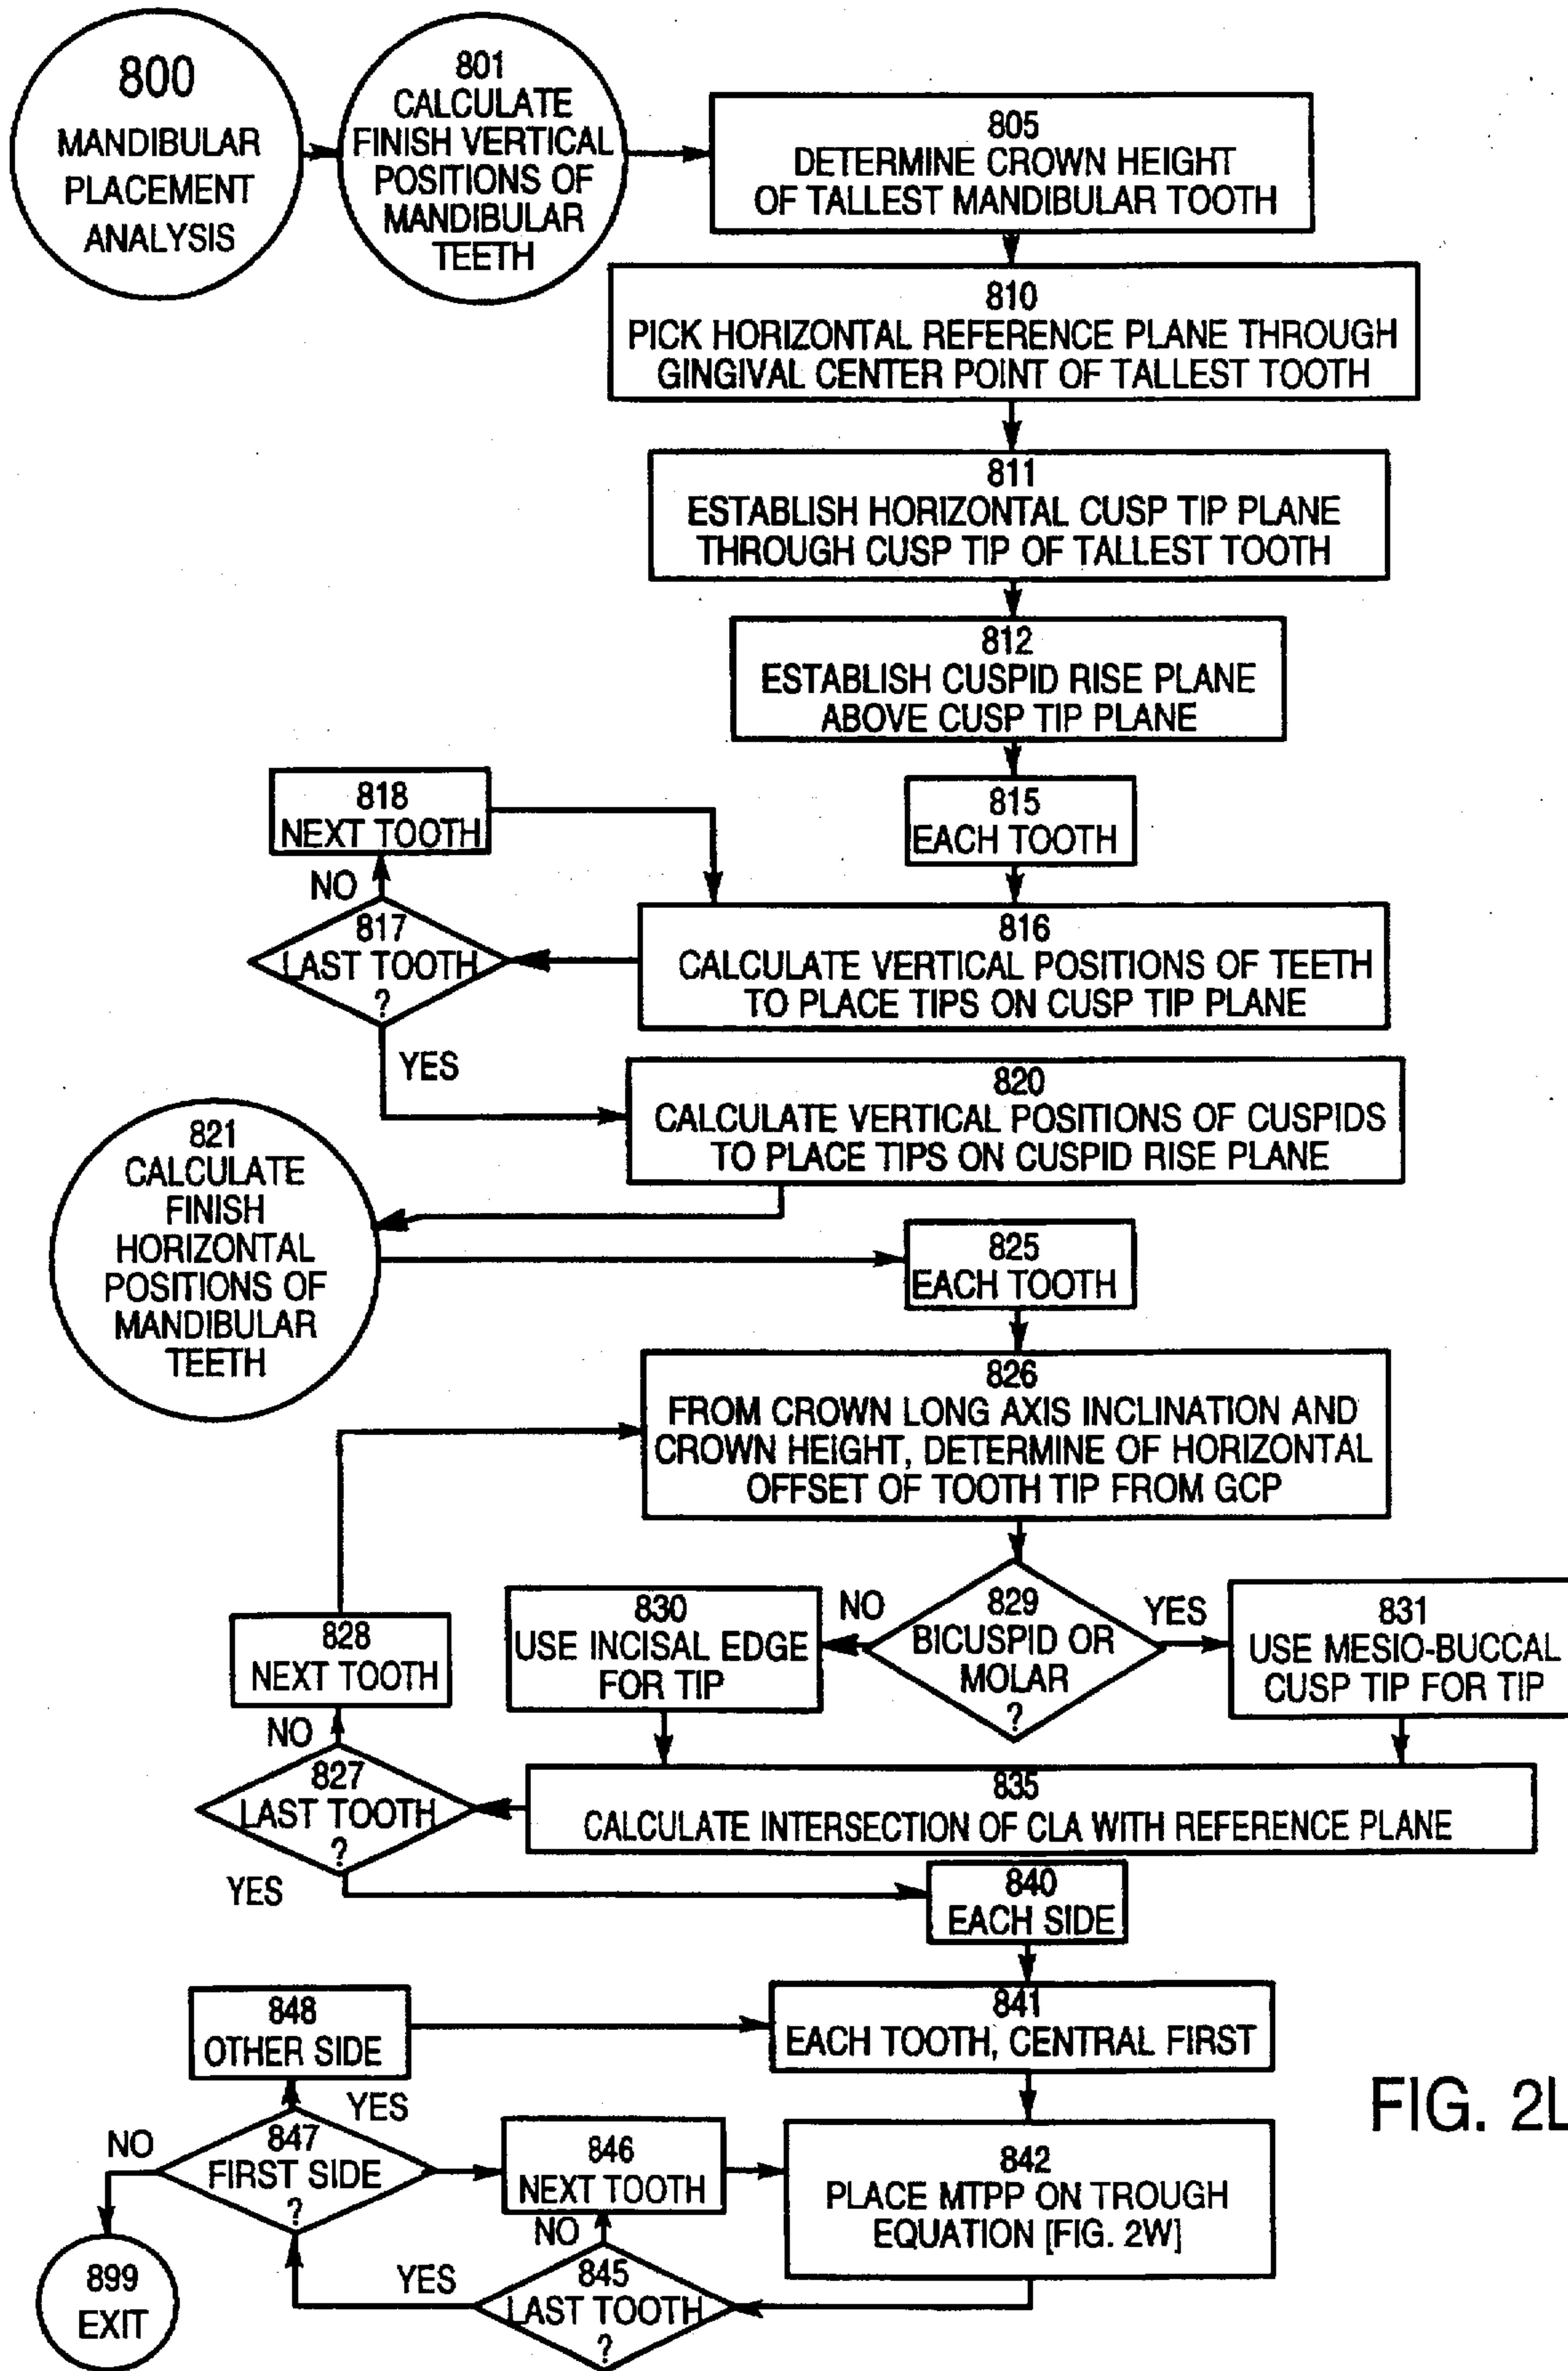 800
MANDIBULAR
PLACEMENT
ANALYSIS
801
CALCULATE
FINISH VERTICAL
POSITIONS OF
MANDIBULAR
TEETH
805
DETERMINE CROWN HEIGHT
OF TALLEST MANDIBULAR TOOTH
810
PICK HORIZONTAL REFERENCE PLANE THROUGH
GINGIVAL CENTER POINT OF TALLEST TOOTH
811
ESTABLISH HORIZONTAL CUSP TIP PLANE
THROUGH CUSP TIP OF TALLEST TOOTH
812
ESTABLISH CUSPID RISE PLANE
ABOVE CUSP TIP PLANE
815
EACH TOOTH
818
NEXT TOOTH
NO
817
LAST TOOTH
?
YES
816
CALCULATE VERTICAL POSITIONS OF TEETH
TO PLACE TIPS ON CUSP TIP PLANE
820
CALCULATE VERTICAL POSITIONS OF CUSPIDS
TO PLACE TIPS ON CUSPID RISE PLANE
821
CALCULATE
FINISH
HORIZONTAL
POSITIONS OF
MANDIBULAR
TEETH
825
EACH TOOTH
826
FROM CROWN LONG AXIS INCLINATION AND
CROWN HEIGHT, DETERMINE OF HORIZONTAL
OFFSET OF TOOTH TIP FROM GCP
829
BICUSPID OR
MOLAR
?
NO
YES
830
USE INCISAL EDGE
FOR TIP
831
USE MESIO-BUCCAL
CUSP TIP FOR TIP
828
NEXT TOOTH
NO
827
LAST TOOTH
?
YES
835
CALCULATE INTERSECTION OF CLA WITH REFERENCE PLANE
840
EACH SIDE
841
EACH TOOTH, CENTRAL FIRST
848
OTHER SIDE
YES
NO
847
FIRST SIDE
?
846
NEXT TOOTH
NO
842
PLACE MTPP ON TROUGH
EQUATION [FIG. 2W]
YES
845
LAST TOOTH
?
899
EXIT
FIG. 2L